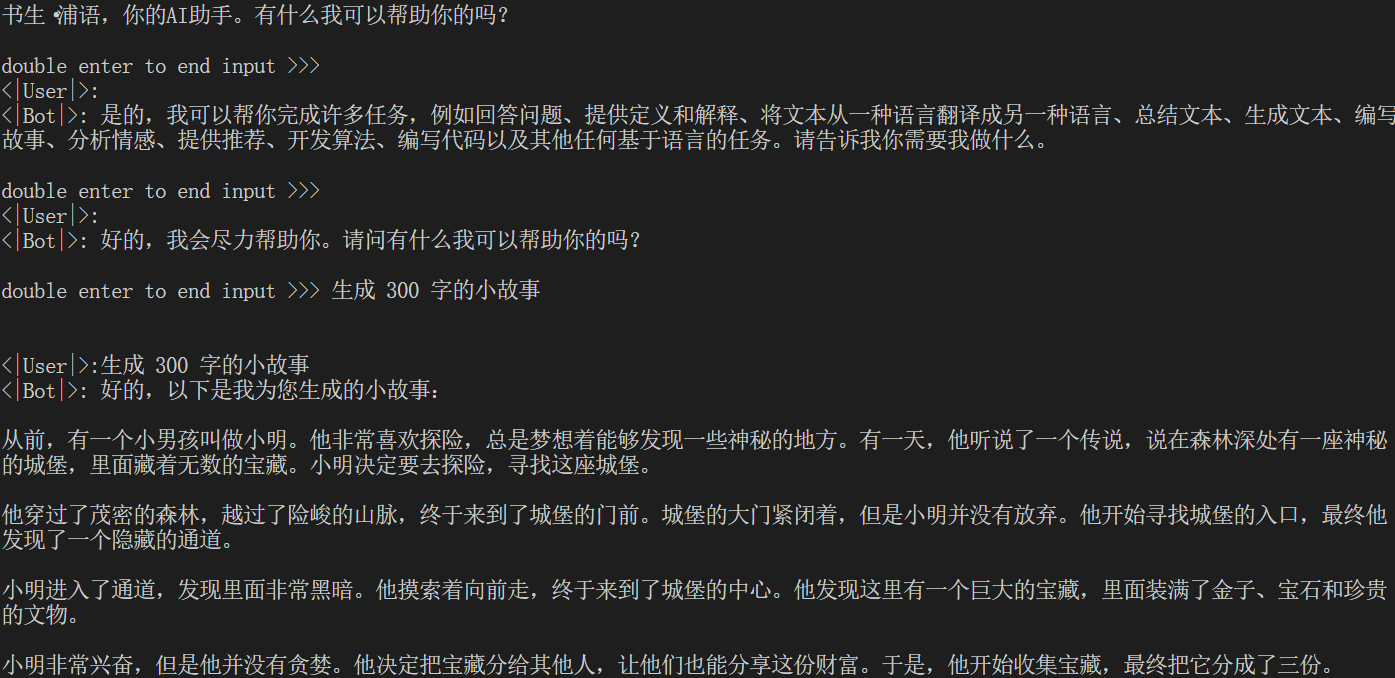 书生·浦语，你的AI助手。有什么我可以帮助你的吗？
double enter to end input >>>
<|User|>:
<|Bot|>: 是的，我可以帮你完成许多任务，例如回答问题、提供定义和解释、将文本从一种语言翻译成另一种语言、总结文本、生成文本、编写
故事、分析情感、提供推荐、开发算法、编写代码以及其他任何基于语言的任务。请告诉我你需要我做什么。
double enter to end input >>>
<|User|>:
<|Bot|>: 好的，我会尽力帮助你。请问有什么我可以帮助你的吗？
double enter to end input >>> 生成 300 字的小故事
<|User|>:生成 300 字的小故事
<|Bot|>: 好的，以下是我为您生成的小故事：
从前，有一个小男孩叫做小明。他非常喜欢探险，总是梦想着能够发现一些神秘的地方。有一天，他听说了一个传说，说在森林深处有一座神秘
的城堡，里面藏着无数的宝藏。小明决定要去探险，寻找这座城堡。
他穿过了茂密的森林，越过了险峻的山脉，终于来到了城堡的门前。城堡的大门紧闭着，但是小明并没有放弃。他开始寻找城堡的入口，最终他
发现了一个隐藏的通道。
小明进入了通道，发现里面非常黑暗。他摸索着向前走，终于来到了城堡的中心。他发现这里有一个巨大的宝藏，里面装满了金子、宝石和珍贵
的文物。
小明非常兴奋，但是他并没有贪婪。他决定把宝藏分给其他人，让他们也能分享这份财富。于是，他开始收集宝藏，最终把它分成了三份。